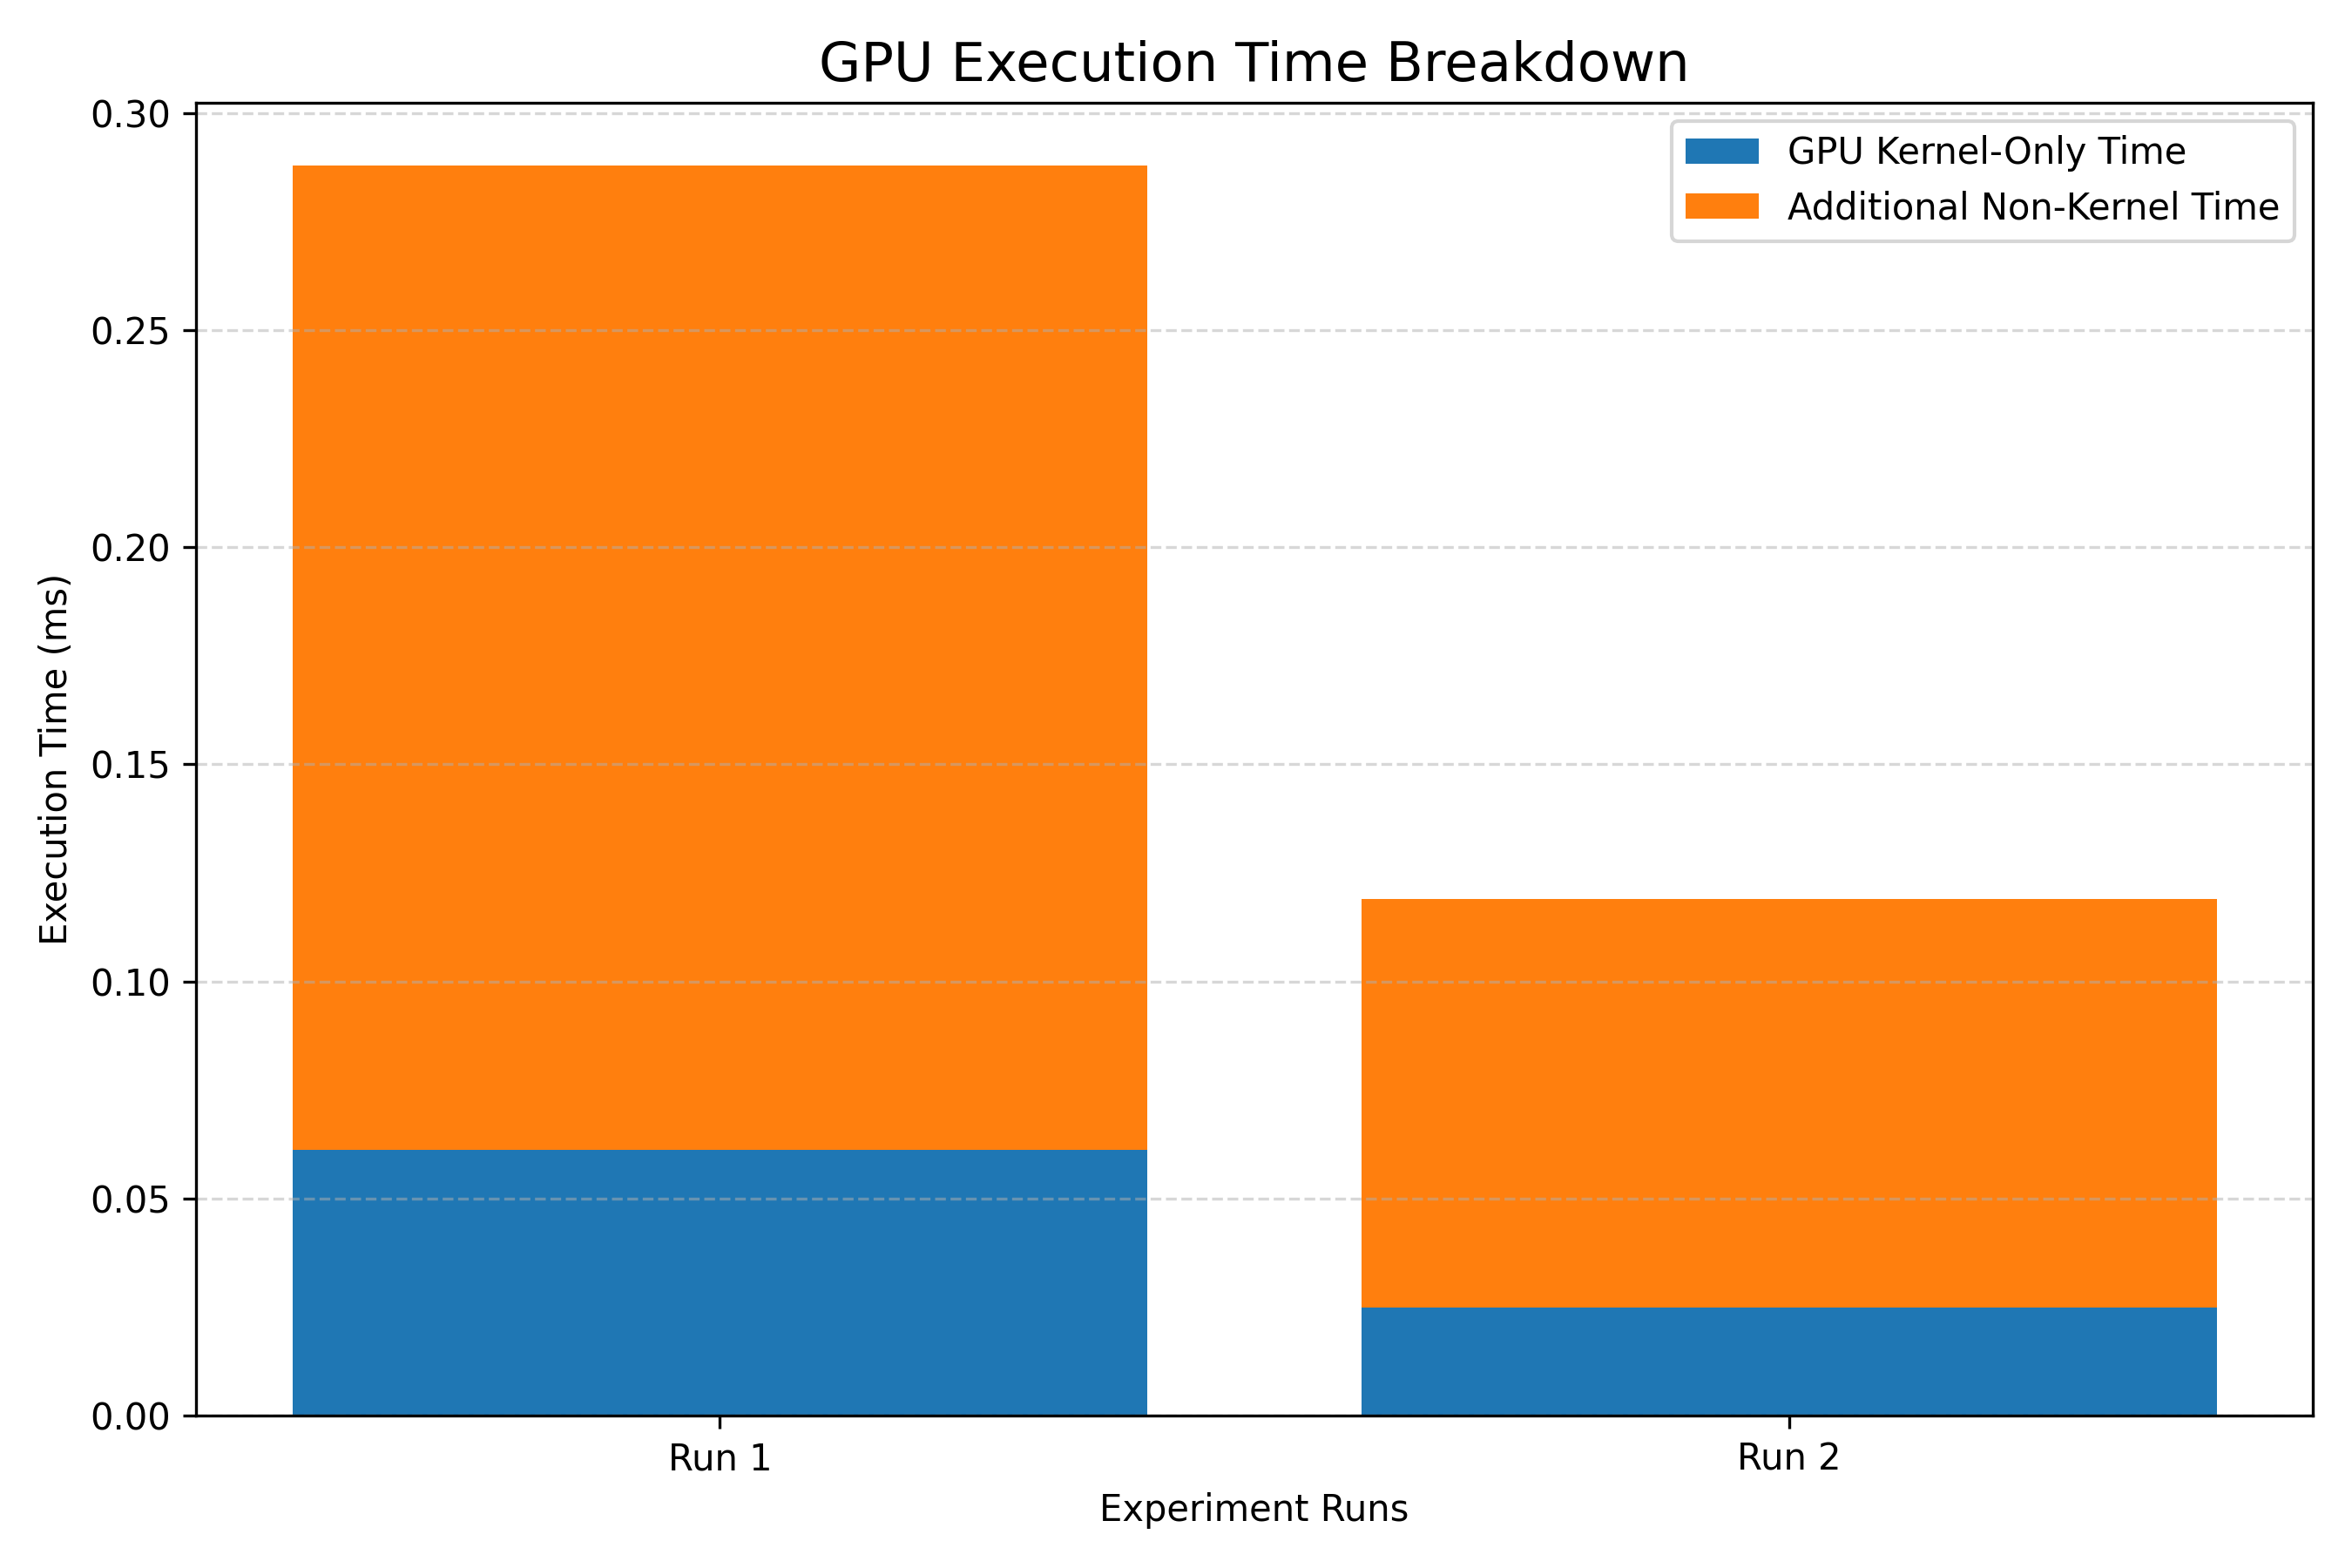 GPU Execution Time Breakdown
GPU Kernel-Only Time
Additional Non-Kernel Time
Execution Time (ms)
0.30
0.25
0.20
0.15
0.10
0.05
0.00
Run 1
Run 2
Experiment Runs